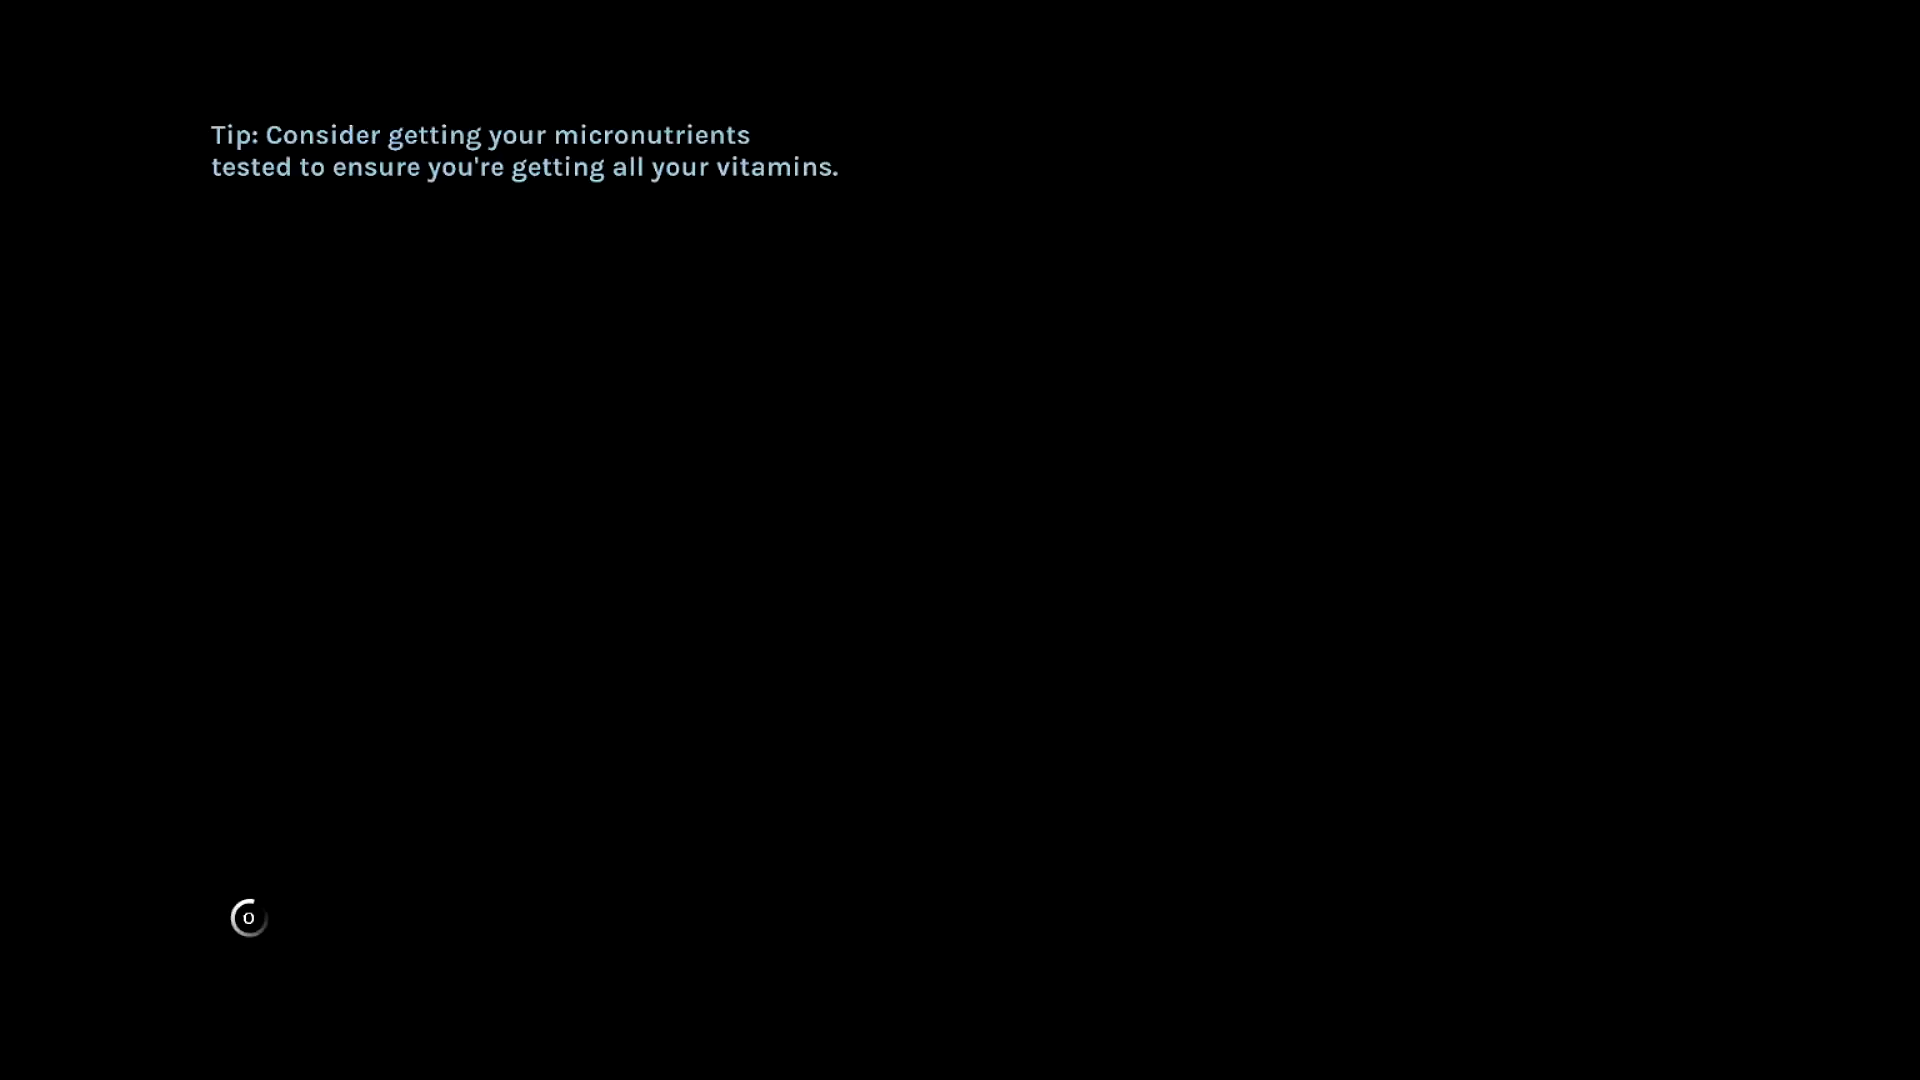 Tip: Consider getting your micronutrients
tested to ensure you're getting all your vitamins.
0